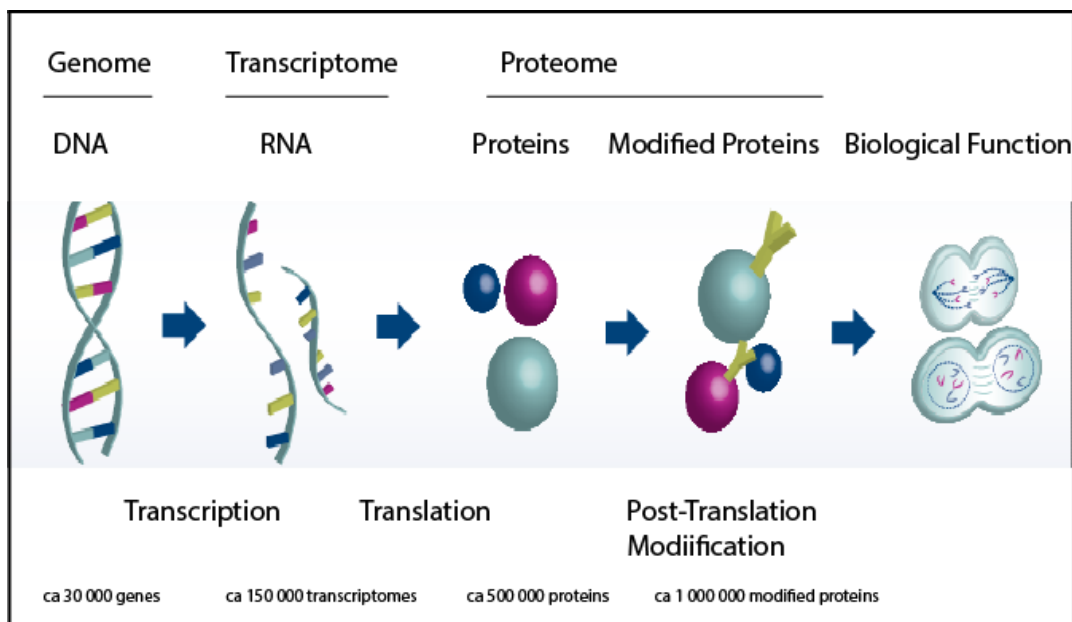 Genome Transcriptome Proteome
DNA RNA Proteins Modified Proteins Biological Function
Transcription Translation Post-Translation
Modiification
ca 30 000 genes ca 150 000 transcriptomes ca 500 000 proteins ca 1 000 000 modified proteins